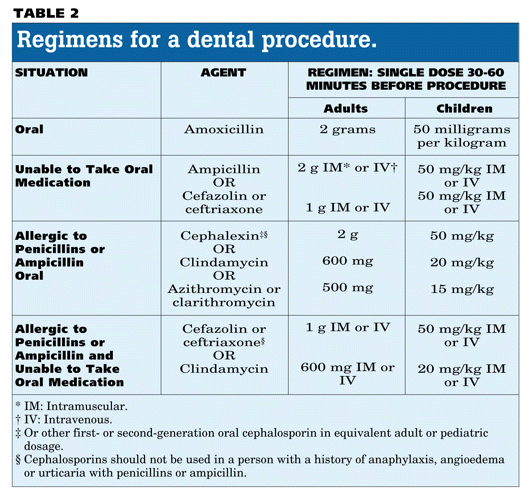 TABLE 2
Regimens for a dental procedure.
SITUATION AGENT REGIMEN: SINGLE DOSE 30-60
MINUTES BEFORE PROCEDURE
Adults Children
Oral Amoxicillin 2 grams 50 milligrams
per kilogram
Unable to Take Oral Ampicillin 2 g IM* or IV† 50 mg/kg IM
Medication OR or IV
Cefazolin or 50 mg/kg IM
ceftriaxone 1 g IM or IV or IV
Allergic to Cephalexin‡§ 2 g 50 mg/kg
Penicillins or OR
Ampicillin Clindamycin 600 mg 20 mg/kg
Oral OR
Azithromycin or 500 mg 15 mg/kg
clarithromycin
Allergic to Cefazolin or 1 g IM or IV 50 mg/kg IM
Penicillins or ceftriaxone§ or IV
Ampicillin and OR
Unable to Take Clindamycin 600 mg IM or 20 mg/kg IM
Oral Medication IV or IV
* IM: Intramuscular.
† IV: Intravenous.
‡ Or other first- or second-generation oral cephalosporin in equivalent adult or pediatric
dosage.
§ Cephalosporins should not be used in a person with a history of anaphylaxis, angioedema
or urticaria with penicillins or ampicillin.